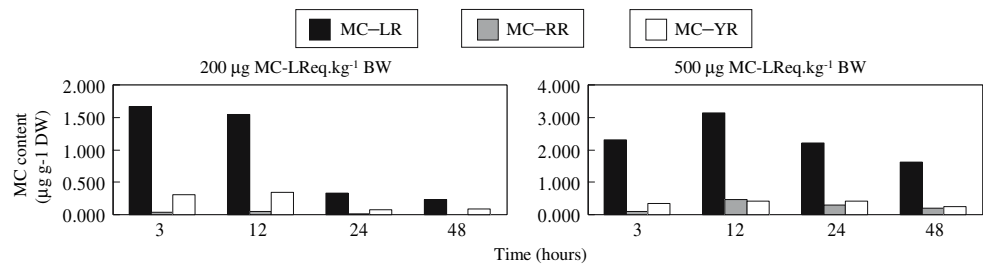 MC–LR MC–RR MC–YR
200 µg MC-LReq.kg⁻¹ BW
500 µg MC-LReq.kg⁻¹ BW
MC content
(µg g-1 DW)
2.000
1.500
1.000
0.500
0.000
3 12 24 48
4.000
3.000
2.000
1.000
0.000
3 12 24 48
Time (hours)